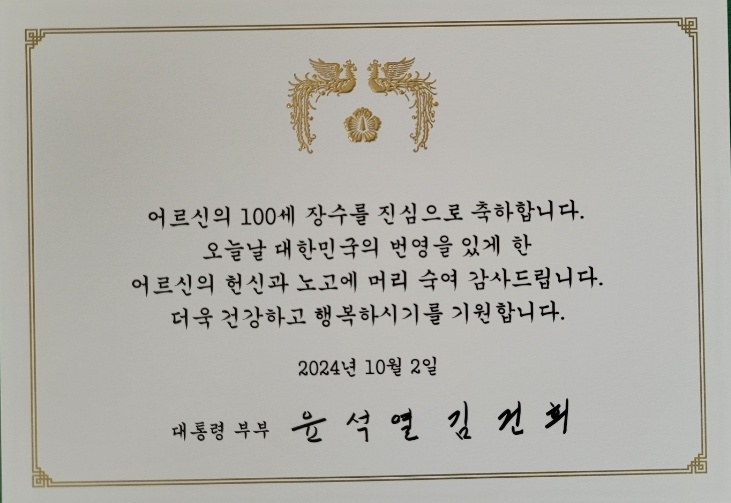 어르신의 100세 장수를 진심으로 축하합니다.
오늘날 대한민국의 번영을 있게 한
어르신의 헌신과 노고에 머리 숙여 감사드립니다.
더욱 건강하고 행복하시기를 기원합니다.
2024년 10월 2일
대통령 부부 윤석열 김건희